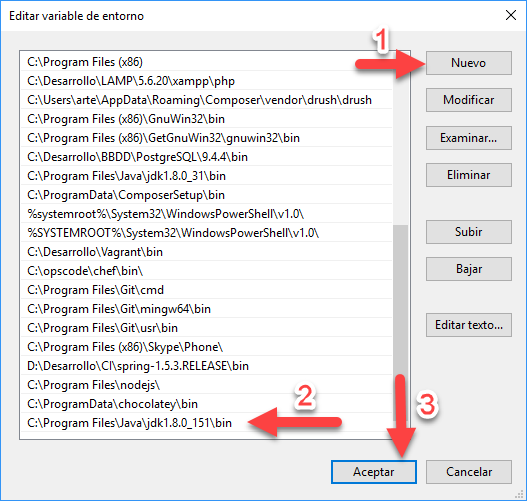 Editar variable de entorno
C:\Program Files (x86)
C:\Desarrollo\LAMP\5.6.20\xampp\php
C:\Users\arte\AppData\Roaming\Composer\vendor\drush\drush
C:\Program Files (x86)\GnuWin32\bin
C:\Program Files (x86)\GetGnuWin32\gnuwin32\bin
C:\Desarrollo\BBDD\PostgreSQL\9.4.4\bin
C:\Program Files\Java\jdk1.8.0_31\bin
C:\ProgramData\ComposerSetup\bin
%systemroot%\System32\WindowsPowerShell\v1.0\
%SYSTEMROOT%\System32\WindowsPowerShell\v1.0\
C:\Desarrollo\Vagrant\bin
C:\opscode\chef\bin\
C:\Program Files\Git\cmd
C:\Program Files\Git\mingw64\bin
C:\Program Files\Git\usr\bin
C:\Program Files (x86)\Skype\Phone\
D:\Desarrollo\CI\spring-1.5.3.RELEASE\bin
C:\Program Files\nodejs\
C:\ProgramData\chocolatey\bin
C:\Program Files\Java\jdk1.8.0_151\bin
1
2
3
Nuevo
Modificar
Examinar...
Eliminar
Subir
Bajar
Editar texto...
Aceptar
Cancelar